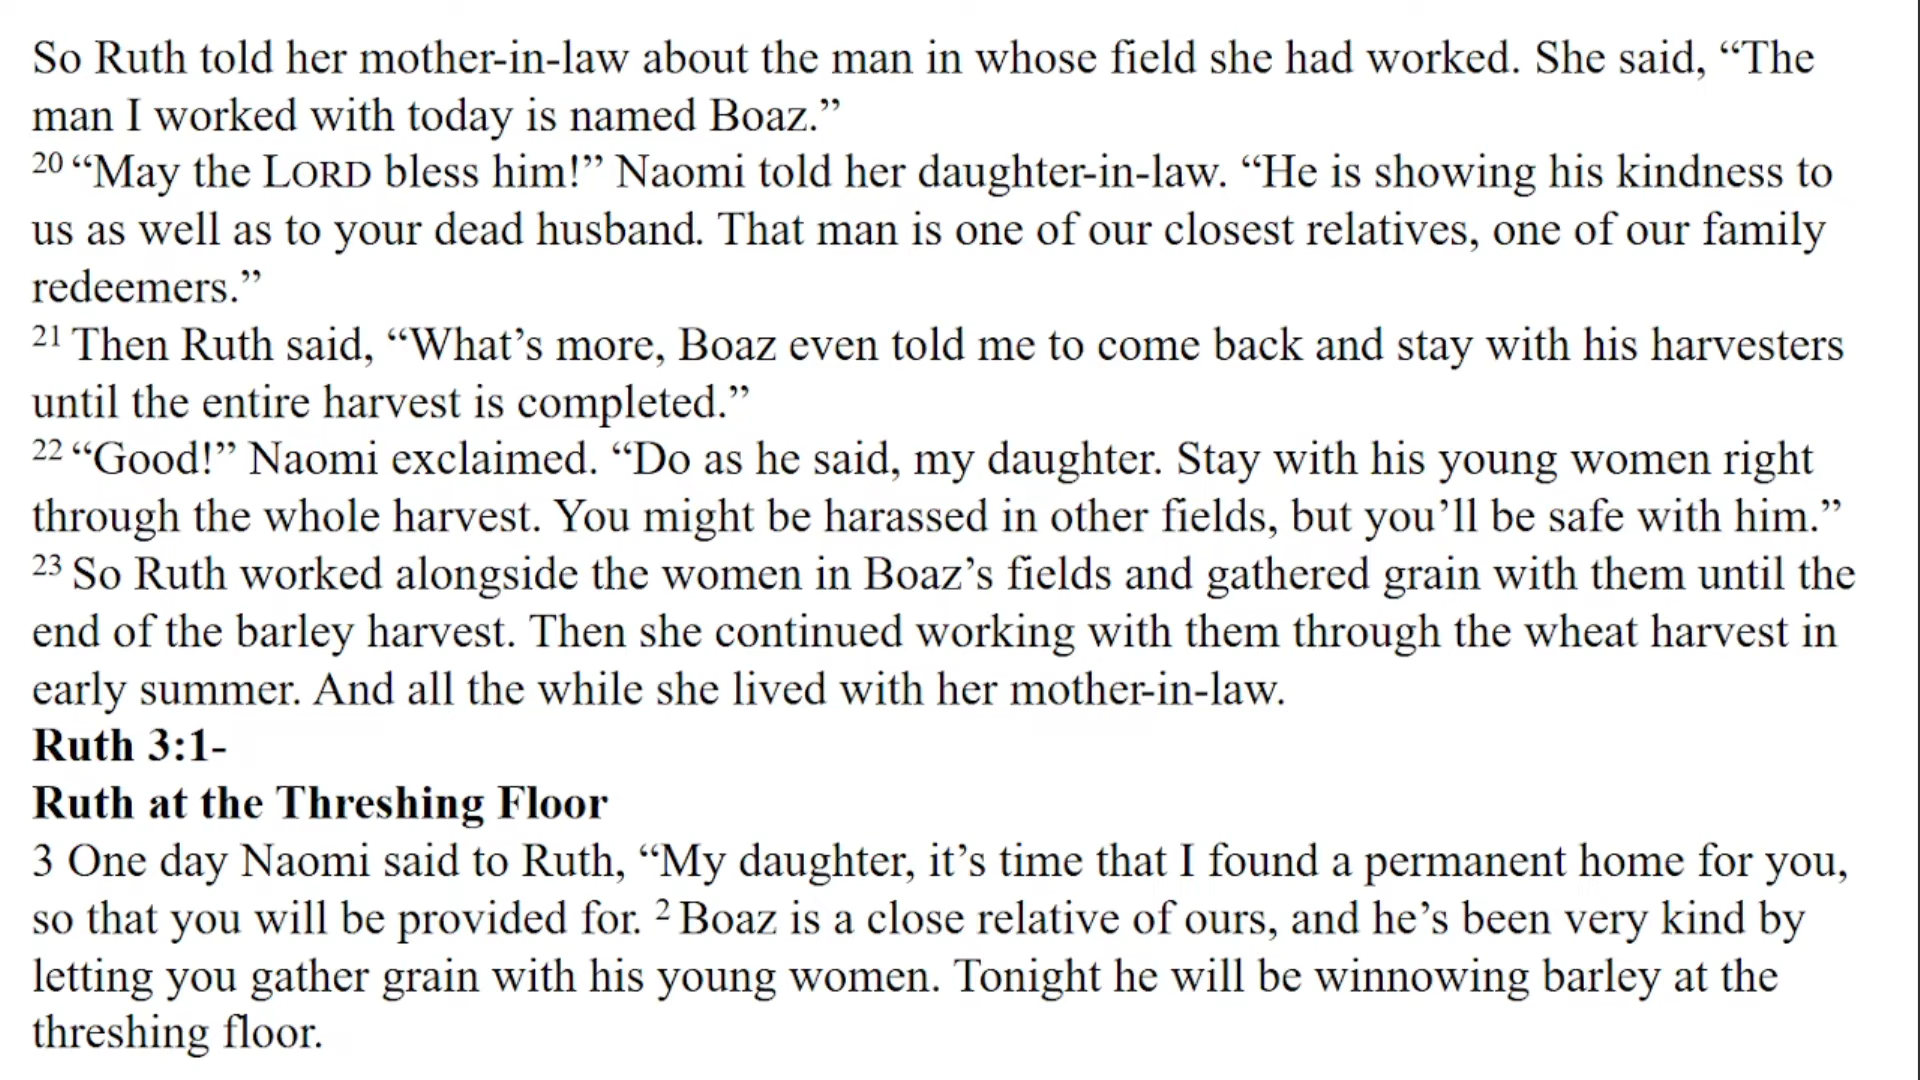 So Ruth told her mother-in-law about the man in whose field she had worked. She said, “The
man I worked with today is named Boaz.”
20 “May the LORD bless him!” Naomi told her daughter-in-law. “He is showing his kindness to
us as well as to your dead husband. That man is one of our closest relatives, one of our family
redeemers.”
21 Then Ruth said, “What’s more, Boaz even told me to come back and stay with his harvesters
until the entire harvest is completed.”
22 “Good!” Naomi exclaimed. “Do as he said, my daughter. Stay with his young women right
through the whole harvest. You might be harassed in other fields, but you’ll be safe with him.”
23 So Ruth worked alongside the women in Boaz’s fields and gathered grain with them until the
end of the barley harvest. Then she continued working with them through the wheat harvest in
early summer. And all the while she lived with her mother-in-law.
Ruth 3:1-
Ruth at the Threshing Floor
3 One day Naomi said to Ruth, “My daughter, it’s time that I found a permanent home for you,
so that you will be provided for. 2 Boaz is a close relative of ours, and he’s been very kind by
letting you gather grain with his young women. Tonight he will be winnowing barley at the
threshing floor.